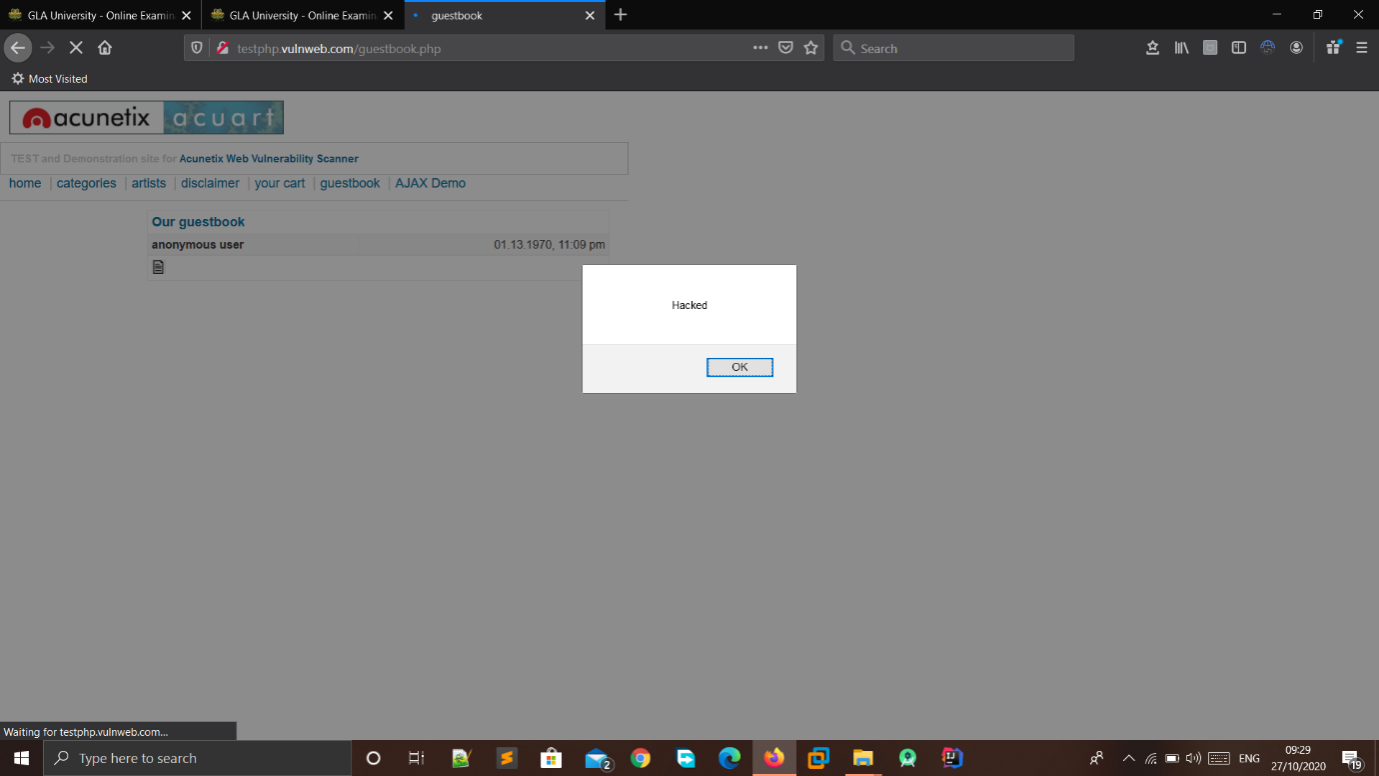 GLA University - Online Examin
GLA University - Online Examin
guestbook
testphp.vulnweb.com/guestbook.php
Search
Most Visited
acunetix acuart
TEST and Demonstration site for Acunetix Web Vulnerability Scanner
home | categories | artists | disclaimer | your cart | guestbook | AJAX Demo
Our guestbook
anonymous user 01.13.1970, 11:09 pm
Hacked
OK
Waiting for testphp.vulnweb.com...
Type here to search
2
ENG
09:29
27/10/2020
19